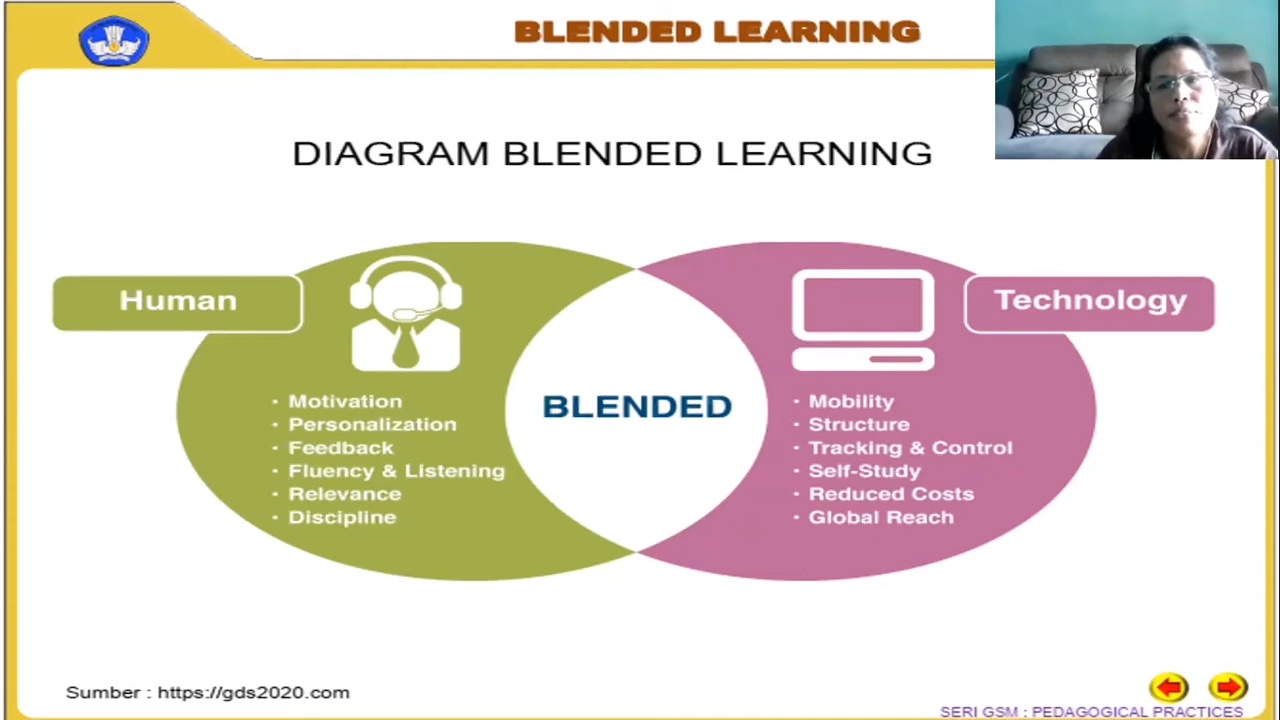 BLENDED LEARNING
DIAGRAM BLENDED LEARNING
Human
Technology
BLENDED
· Motivation
· Personalization
· Feedback
· Fluency & Listening
· Relevance
· Discipline
· Mobility
· Structure
· Tracking & Control
· Self-Study
· Reduced Costs
· Global Reach
Sumber : https://gds2020.com
SERI GSM : PEDAGOGICAL PRACTICES